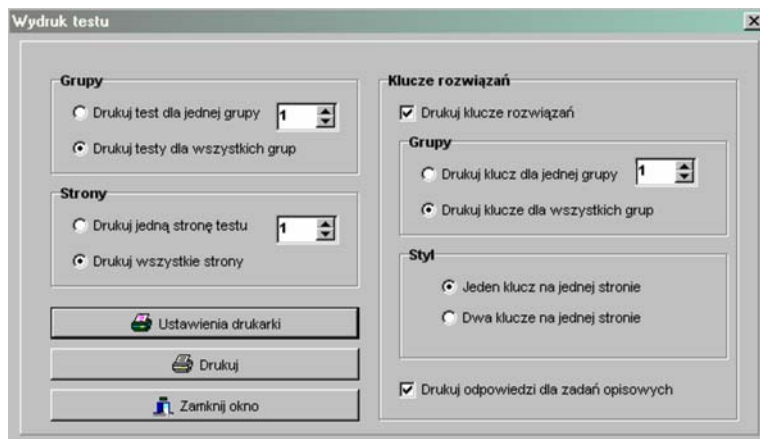 Wydruk testu
Grupy
Drukuj test dla jednej grupy 1
Drukuj testy dla wszystkich grup
Strony
Drukuj jedną stronę testu 1
Drukuj wszystkie strony
Ustawienia drukarki
Drukuj
Zamknij okno
Klucze rozwiązań
Drukuj klucze rozwiązań
Grupy
Drukuj klucz dla jednej grupy 1
Drukuj klucze dla wszystkich grup
Styl
Jeden klucz na jednej stronie
Dwa klucze na jednej stronie
Drukuj odpowiedzi dla zadań opisowych